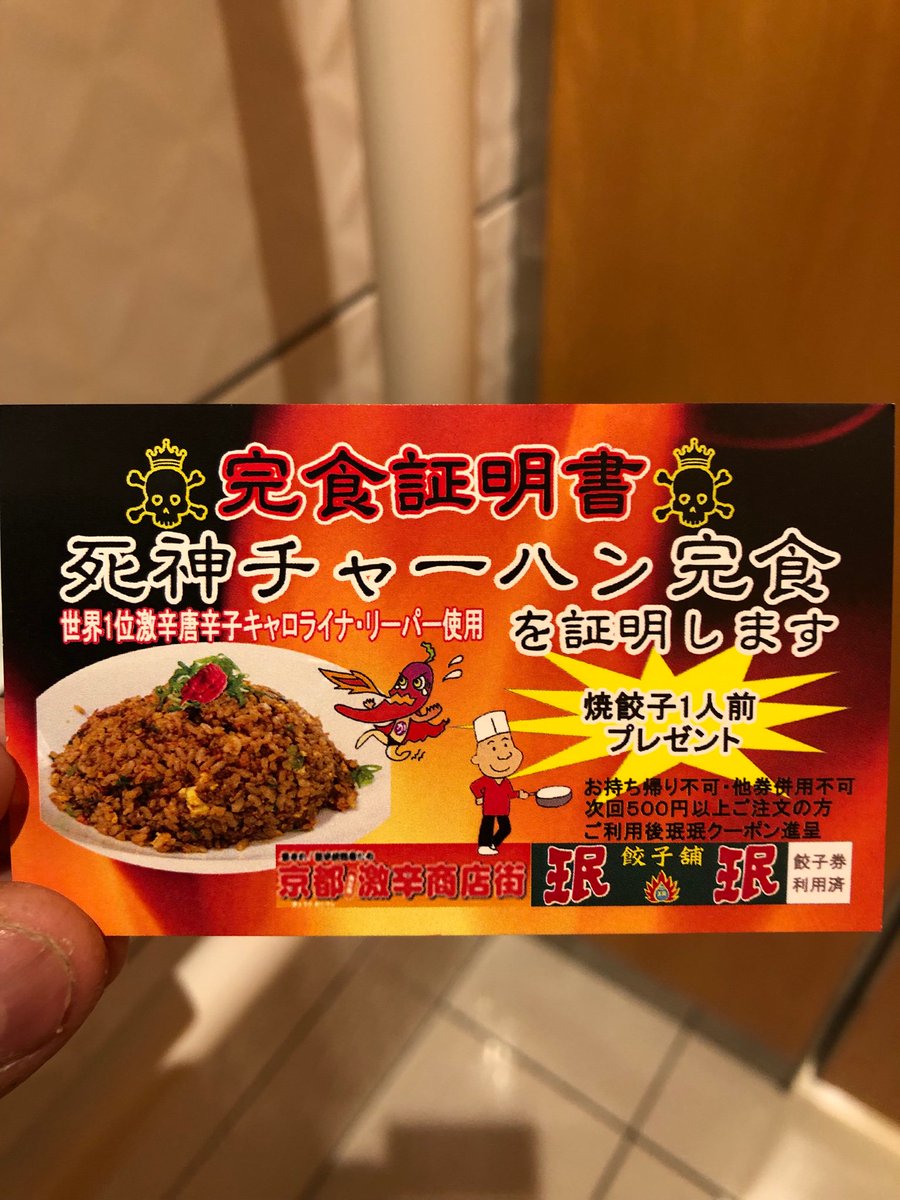 完食証明書
死神チャーハン完食
世界1位激辛唐辛子キャロライナ・リーパー使用
を証明します
焼餃子1人前
プレゼント
お持ち帰り不可・他券併用不可
次回500円以上ご注文の方
ご利用後珉珉クーポン進呈
京都 激辛商店街
珉 餃子舗 珉
餃子券
利用済